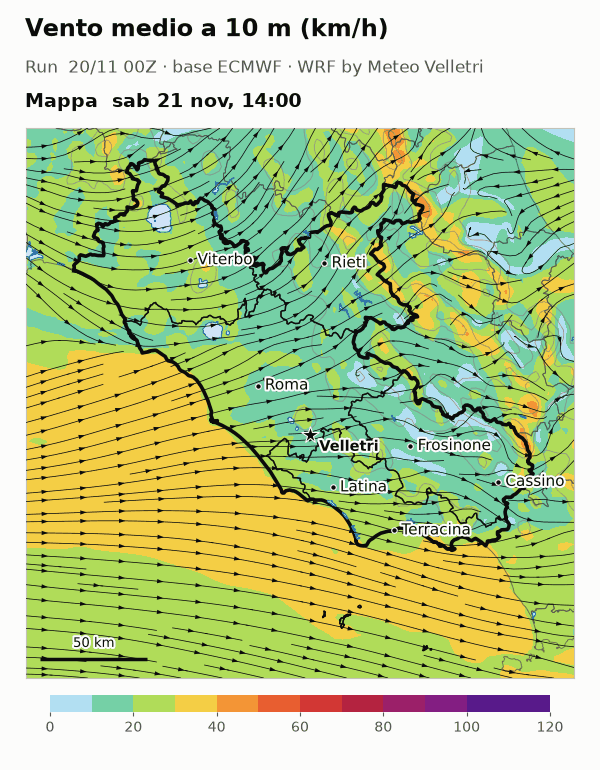 Vento medio a 10 m (km/h)
Run  20/11 00Z · base ECMWF · WRF by Meteo Velletri
Mappa  sab 21 nov, 14:00
Viterbo
Rieti
Roma
Velletri
Frosinone
Cassino
Latina
Terracina
50 km
0 20 40 60 80 100 120